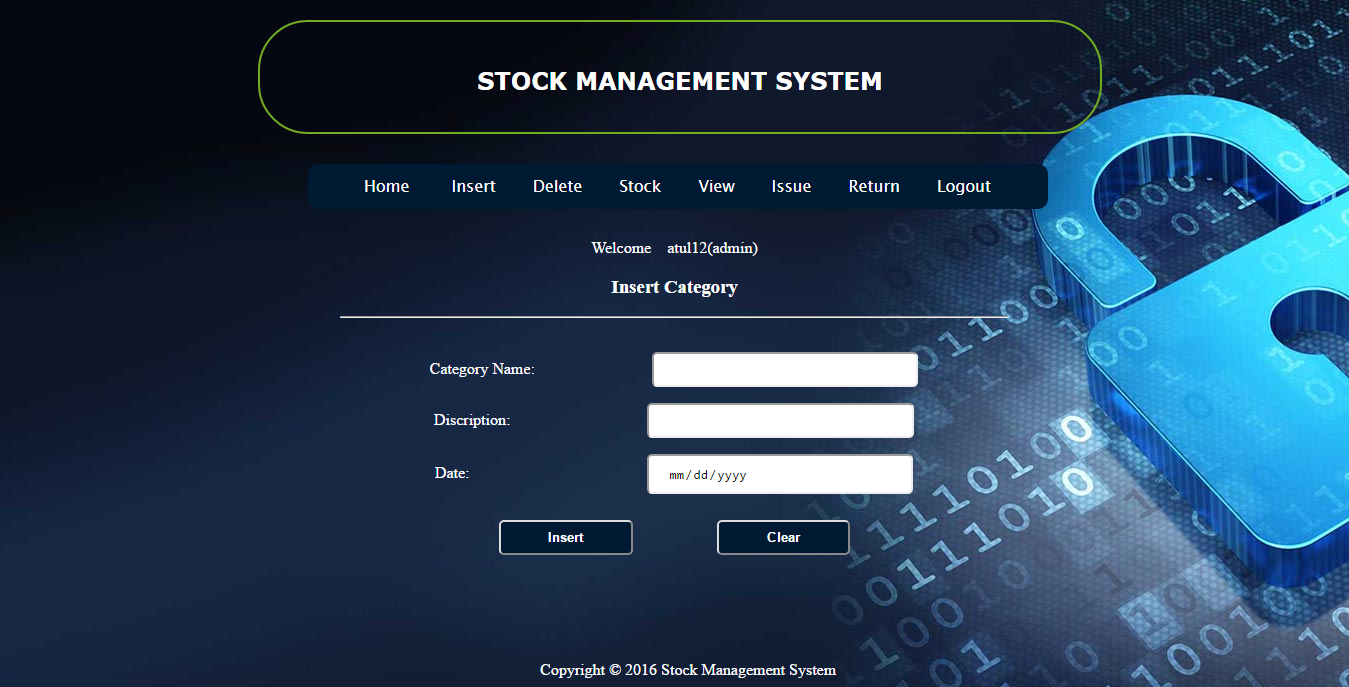 STOCK MANAGEMENT SYSTEM
Home Insert Delete Stock View Issue Return Logout
Welcome atul12(admin)
Insert Category
Category Name:
Discription:
Date: mm/dd/yyyy
Insert Clear
Copyright © 2016 Stock Management System